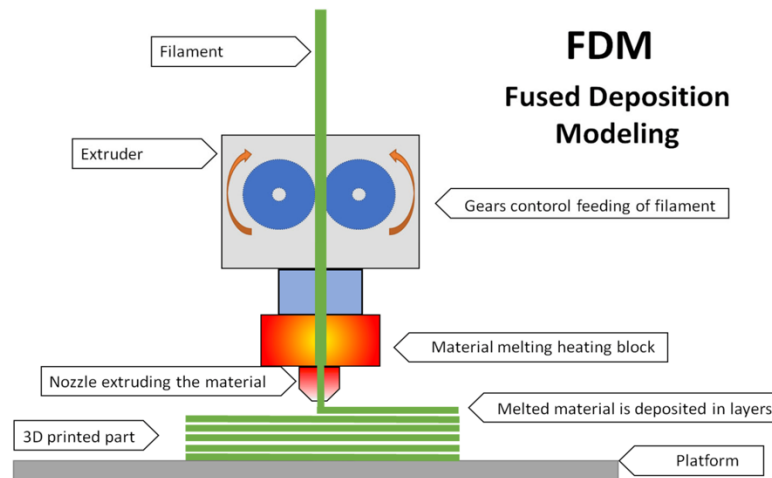 Filament
FDM
Fused Deposition
Modeling
Extruder
Gears contorol feeding of filament
Material melting heating block
Nozzle extruding the material
Melted material is deposited in layers
3D printed part
Platform